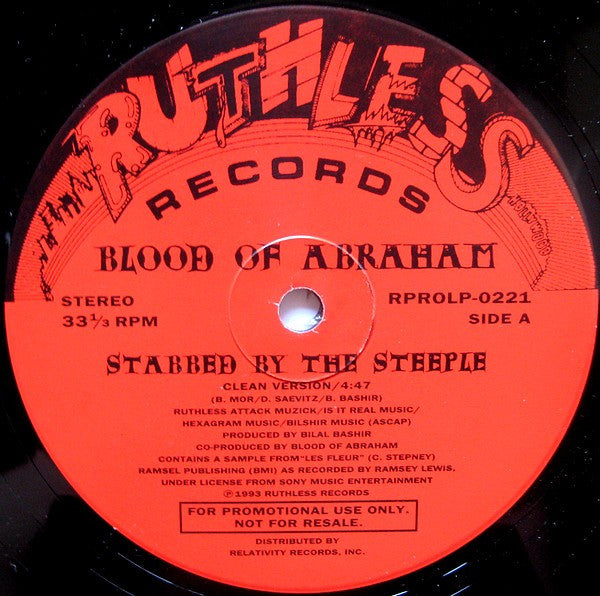 RUTHLESS
RECORDS
HOLLYWOOD
BLOOD OF ABRAHAM
STEREO
33 1/3 RPM
RPROLP-0221
SIDE A
STABBED BY THE STEEPLE
CLEAN VERSION/4:47
(B. MOR/D. SAEVITZ/B. BASHIR)
RUTHLESS ATTACK MUZICK/IS IT REAL MUSIC/
HEXAGRAM MUSIC/BILSHIR MUSIC (ASCAP)
PRODUCED BY BILAL BASHIR
CO-PRODUCED BY BLOOD OF ABRAHAM
CONTAINS A SAMPLE FROM"LES FLEUR" (C. STEPNEY)
RAMSEL PUBLISHING (BMI) AS RECORDED BY RAMSEY LEWIS,
UNDER LICENSE FROM SONY MUSIC ENTERTAINMENT
℗1993 RUTHLESS RECORDS
FOR PROMOTIONAL USE ONLY.
NOT FOR RESALE.
DISTRIBUTED BY
RELATIVITY RECORDS, INC.